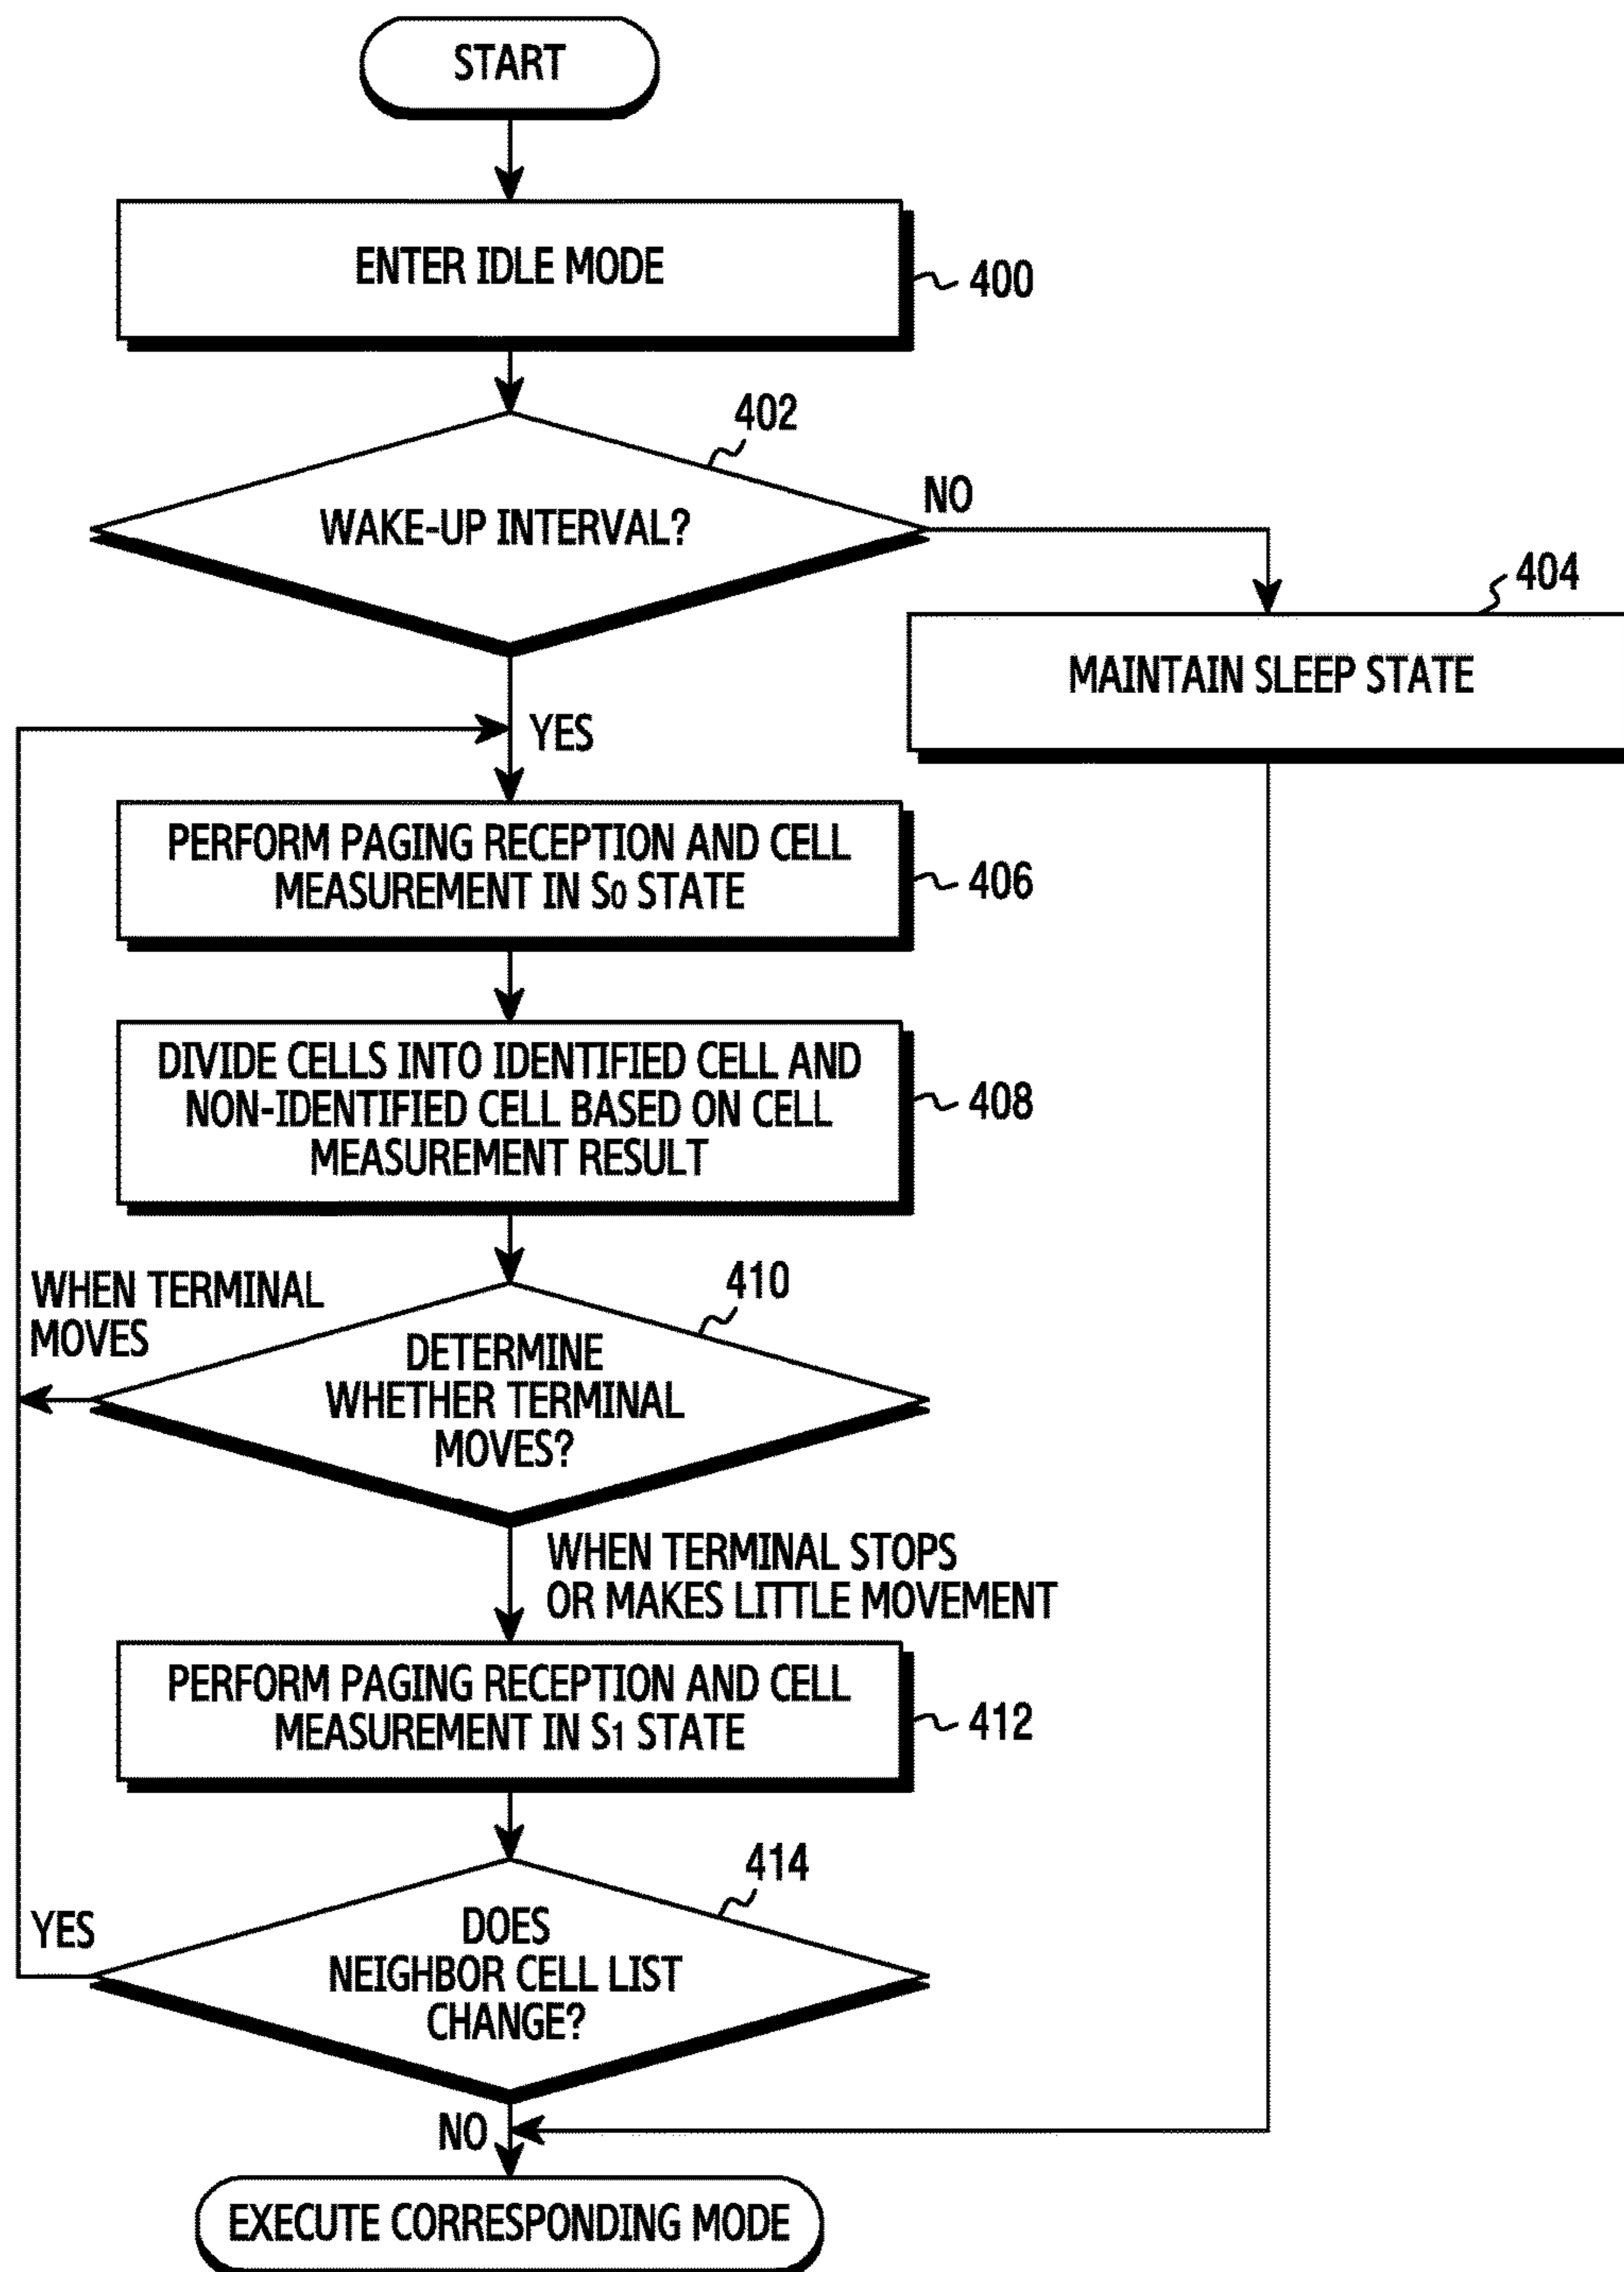 START
ENTER IDLE MODE
400
402
WAKE-UP INTERVAL?
NO
404
MAINTAIN SLEEP STATE
YES
PERFORM PAGING RECEPTION AND CELL
MEASUREMENT IN S0 STATE
406
DIVIDE CELLS INTO IDENTIFIED CELL AND
NON-IDENTIFIED CELL BASED ON CELL
MEASUREMENT RESULT
408
WHEN TERMINAL
MOVES
410
DETERMINE
WHETHER TERMINAL
MOVES?
WHEN TERMINAL STOPS
OR MAKES LITTLE MOVEMENT
PERFORM PAGING RECEPTION AND CELL
MEASUREMENT IN S1 STATE
412
414
YES
DOES
NEIGHBOR CELL LIST
CHANGE?
NO
EXECUTE CORRESPONDING MODE